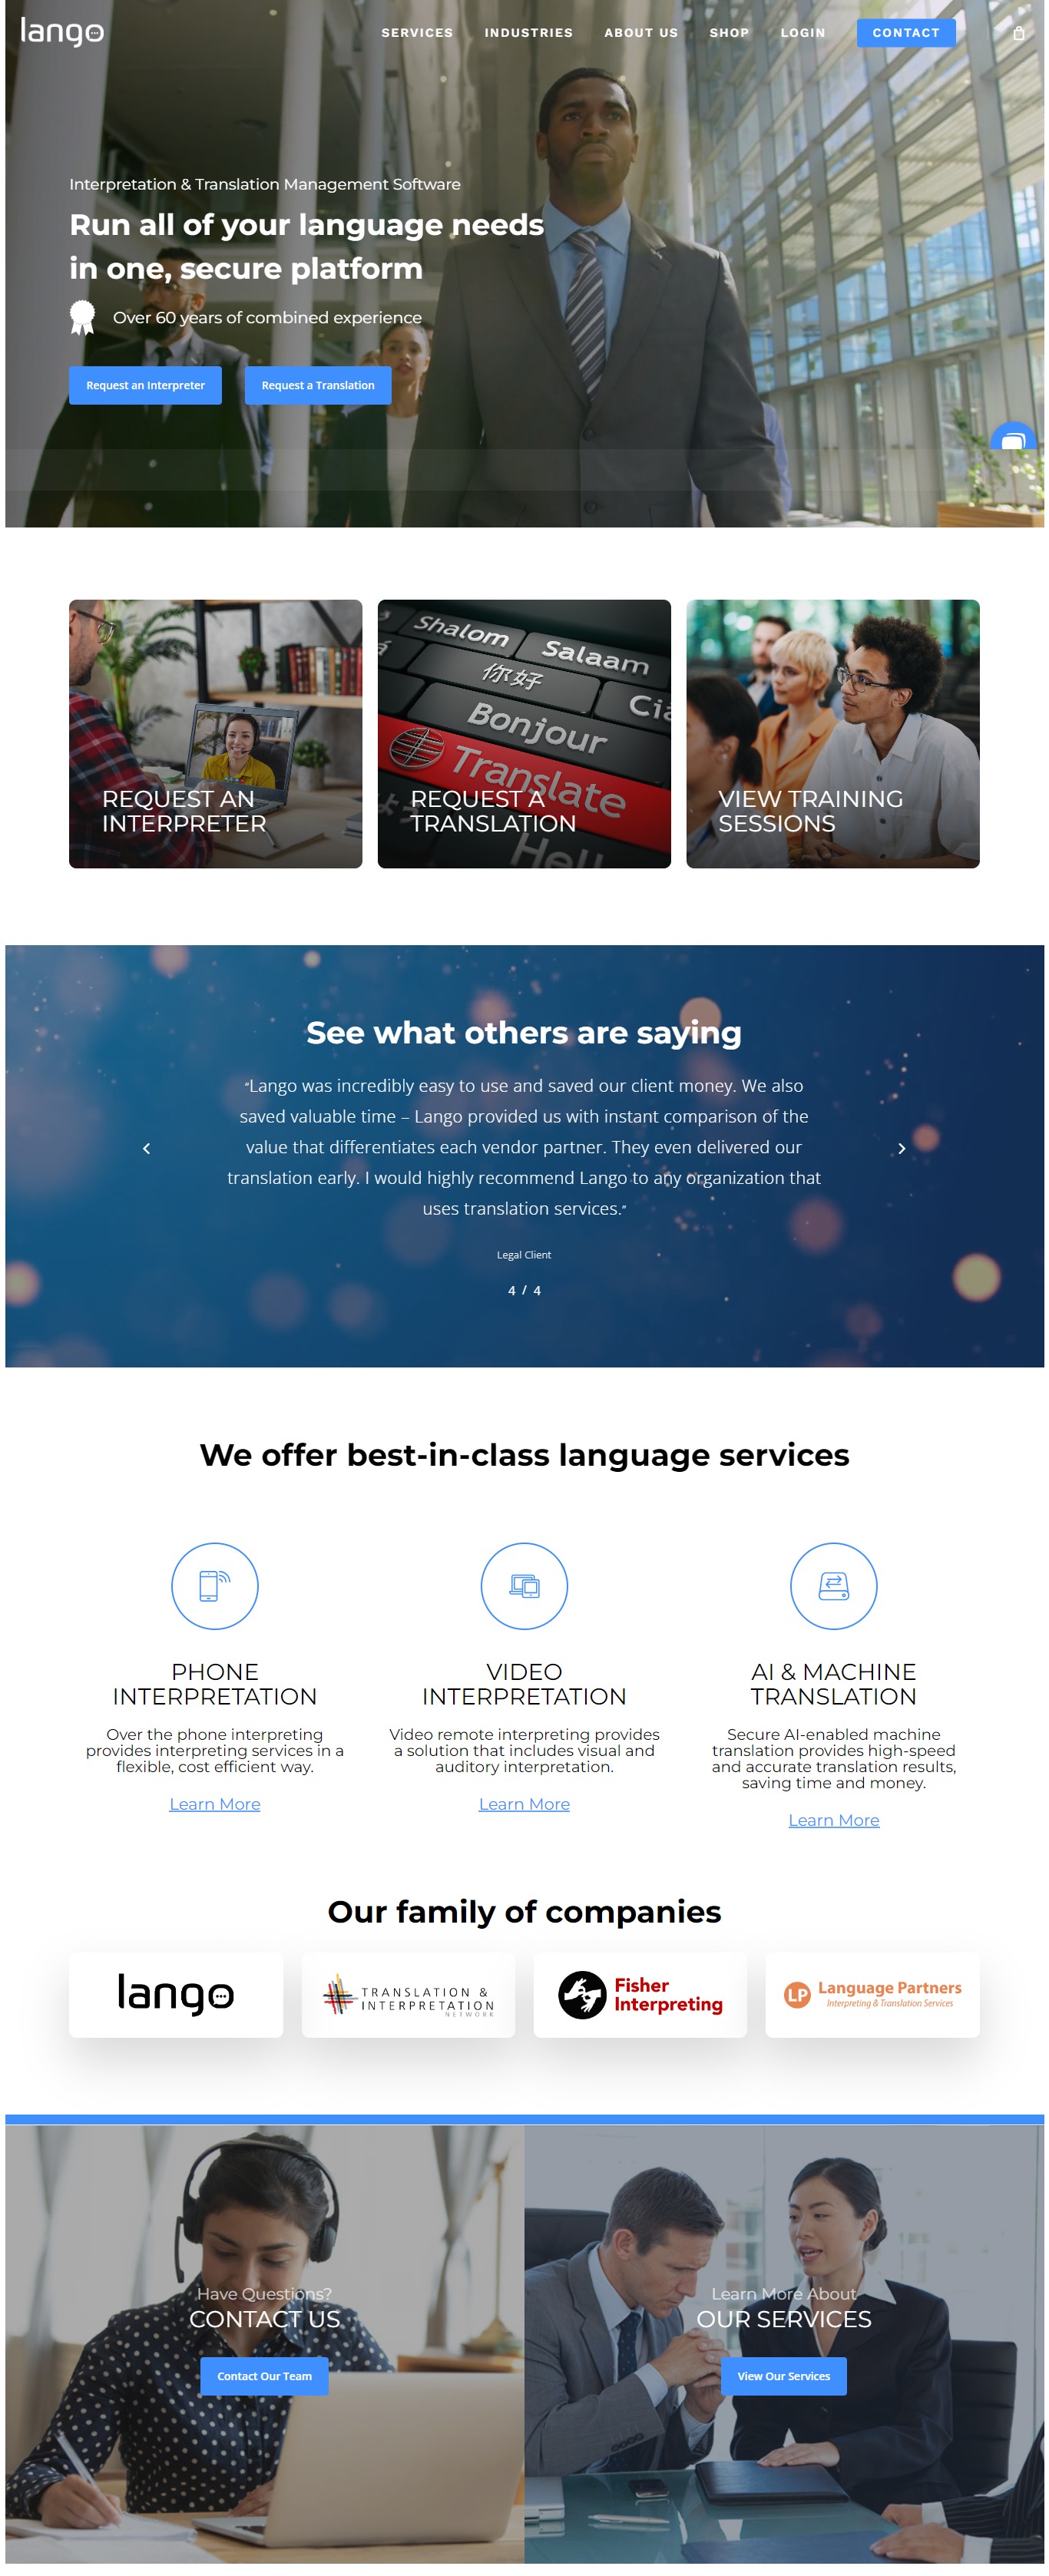 lango
SERVICES INDUSTRIES ABOUT US SHOP LOGIN CONTACT
Interpretation & Translation Management Software
Run all of your language needs
in one, secure platform
Over 60 years of combined experience
Request an Interpreter
Request a Translation
REQUEST AN
INTERPRETER
Shalom
Salaam
你好
Bonjour
Translate
REQUEST A
TRANSLATION
VIEW TRAINING
SESSIONS
See what others are saying
"Lango was incredibly easy to use and saved our client money. We also
saved valuable time – Lango provided us with instant comparison of the
value that differentiates each vendor partner. They even delivered our
translation early. I would highly recommend Lango to any organization that
uses translation services."
Legal Client
4 / 4
We offer best-in-class language services
PHONE
INTERPRETATION
Over the phone interpreting
provides interpreting services in a
flexible, cost efficient way.
Learn More
VIDEO
INTERPRETATION
Video remote interpreting provides
a solution that includes visual and
auditory interpretation.
Learn More
AI & MACHINE
TRANSLATION
Secure AI-enabled machine
translation provides high-speed
and accurate translation results,
saving time and money.
Learn More
Our family of companies
lango
TRANSLATION &
INTERPRETATION
NETWORK
Fisher
Interpreting
LP
Language Partners
Interpreting & Translation Services
Have Questions?
CONTACT US
Contact Our Team
Learn More About
OUR SERVICES
View Our Services